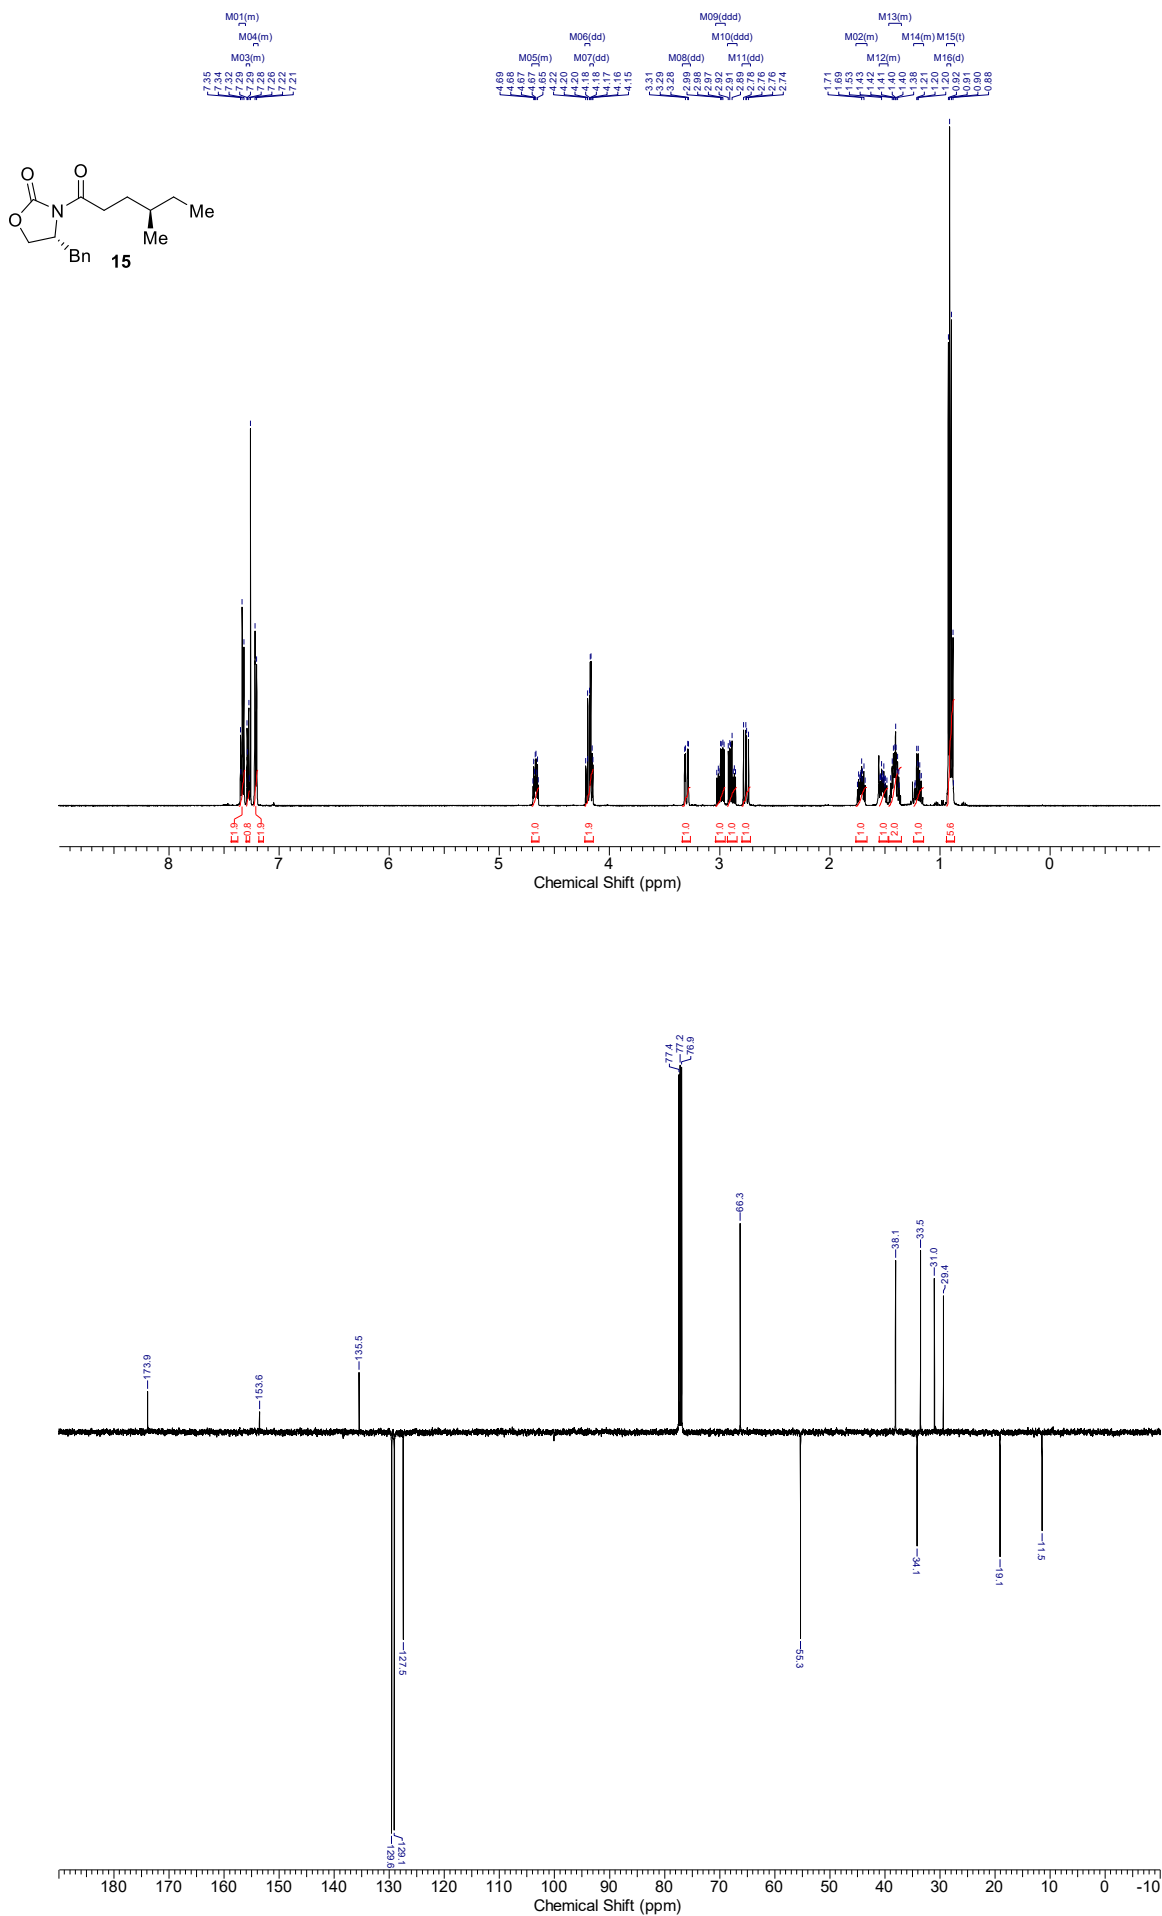 M01(m) M09(ddd) M13(m)
M04(m) M06(dd) M10(ddd) M02(m) M14(m) M15(t)
M03(m) M05(m) M07(dd) M08(dd) M11(dd) M12(m) M16(d)
7.35 7.34 7.32 7.29 7.29 7.28 7.26 7.22 7.21 4.69 4.68 4.67 4.67 4.65 4.22 4.20 4.20 4.18 4.18 4.17 4.16 4.15 3.31 3.29 3.28 2.99 2.98 2.97 2.92 2.91 2.89 2.78 2.76 2.76 2.74 1.71 1.69 1.53 1.43 1.42 1.41 1.40 1.40 1.38 1.21 1.20 1.20 0.92 0.91 0.90 0.88
O O
O N Me
Me
Bn 15
1.9 0.8 1.9 1.0 1.9 1.0 1.0 1.0 1.0 1.0 1.0 2.0 1.0 5.6
8 7 6 5 4 3 2 1 0
Chemical Shift (ppm)
77.4 77.2 76.9
66.3
38.1 33.5 31.0 29.4
173.9 153.6 135.5
129.6 129.1 127.5 55.3 34.1 19.1 11.5
180 170 160 150 140 130 120 110 100 90 80 70 60 50 40 30 20 10 0 -10
Chemical Shift (ppm)